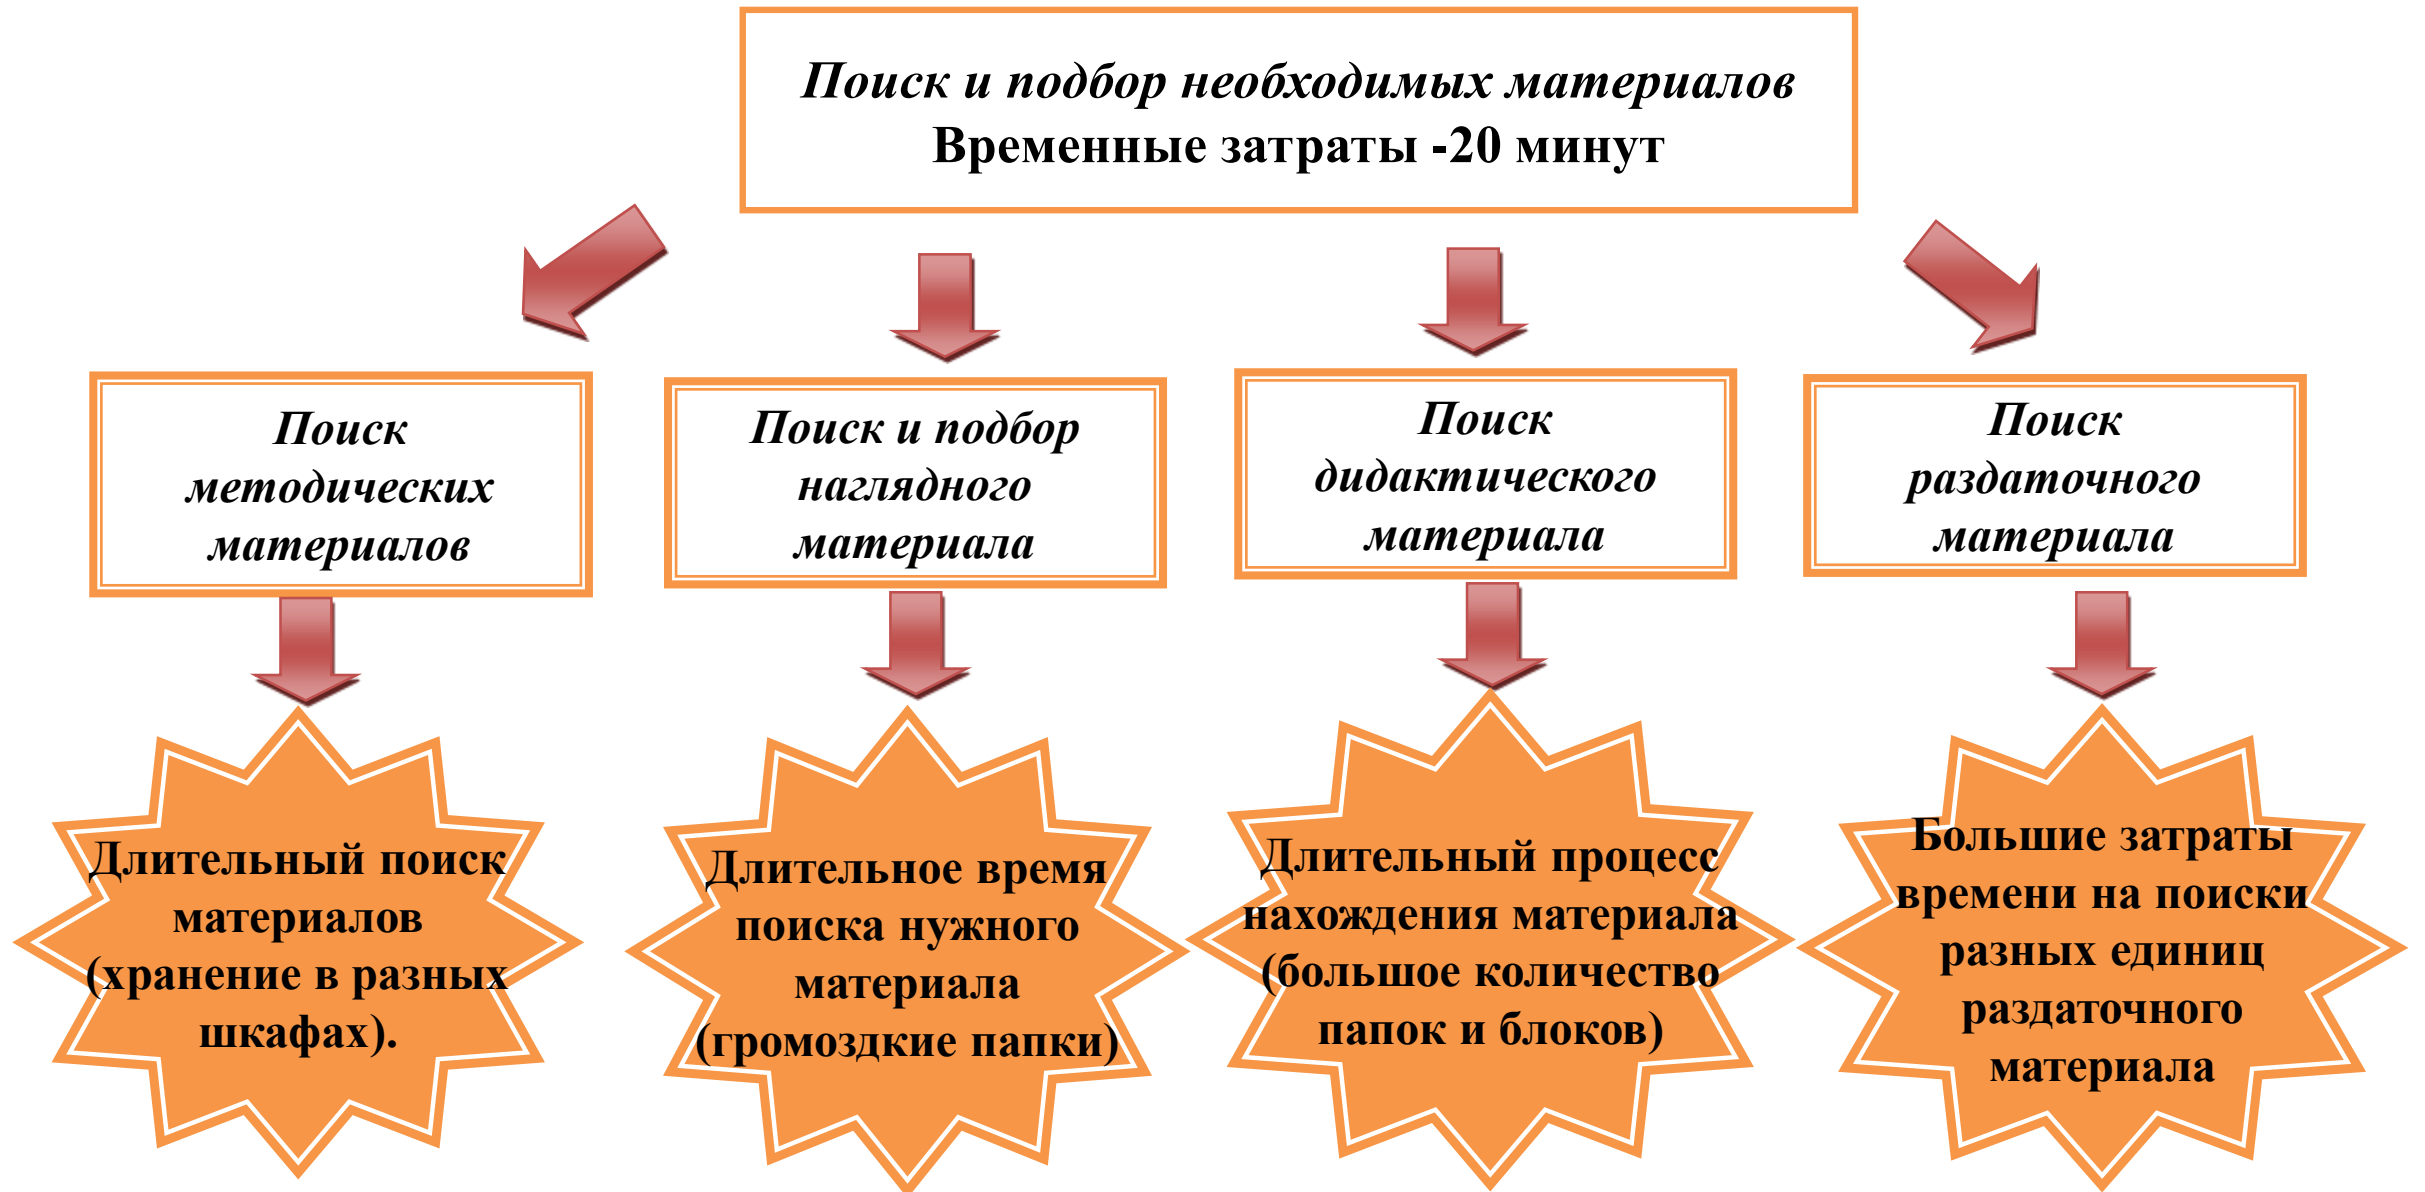 Поиск и подбор необходимых материалов
Временные затраты -20 минут
Поиск
методических
материалов
Поиск и подбор
наглядного
материала
Поиск
дидактического
материала
Поиск
раздаточного
материала
Длительный поиск
материалов
(хранение в разных
шкафах).
Длительное время
поиска нужного
материала
(громоздкие папки)
Длительный процесс
нахождения материала
(большое количество
папок и блоков)
Большие затраты
времени на поиски
разных единиц
раздаточного
материала